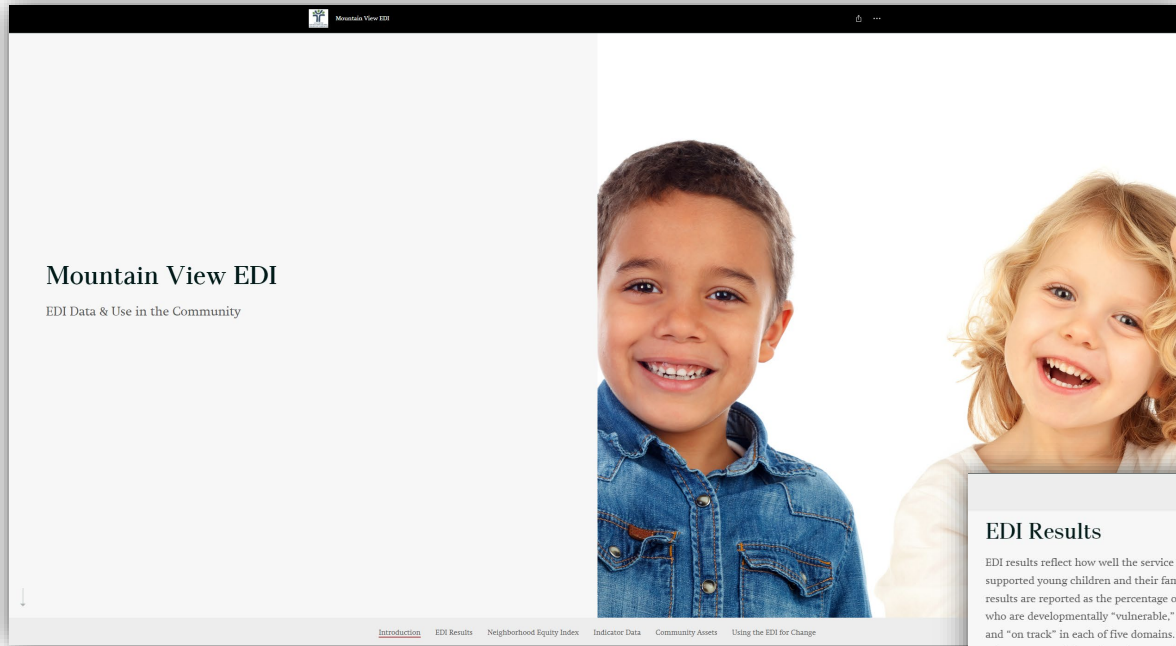 Mountain View EDI
Mountain View EDI
EDI Data & Use in the Community
Introduction EDI Results Neighborhood Equity Index Indicator Data Community Assets Using the EDI for Change
EDI Results
EDI results reflect how well the service
supported young children and their
results are reported as the percentage
who are developmentally “vulnerable,”
and “on track” in each of five domains.